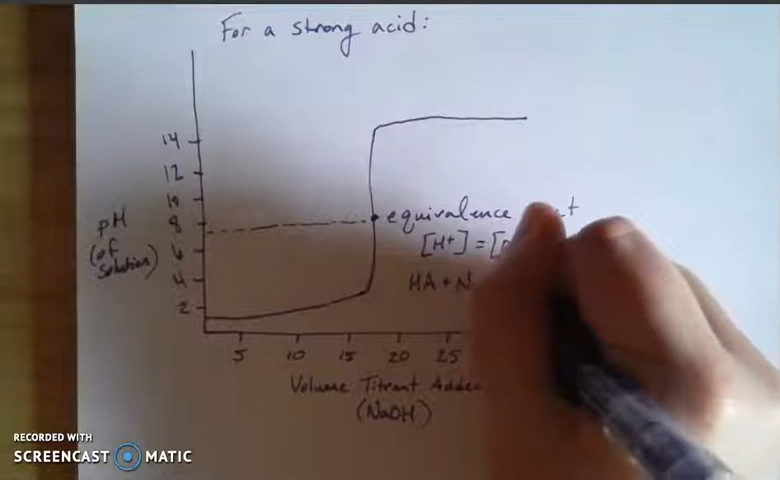 For a strong acid:
14
12
10
8
6
4
2
pH
(of
solution)
equivalence
[H+] = [
HA + N
5 10 15 20 25
Volume Titrant Added
(NaOH)
RECORDED WITH
SCREENCAST MATIC